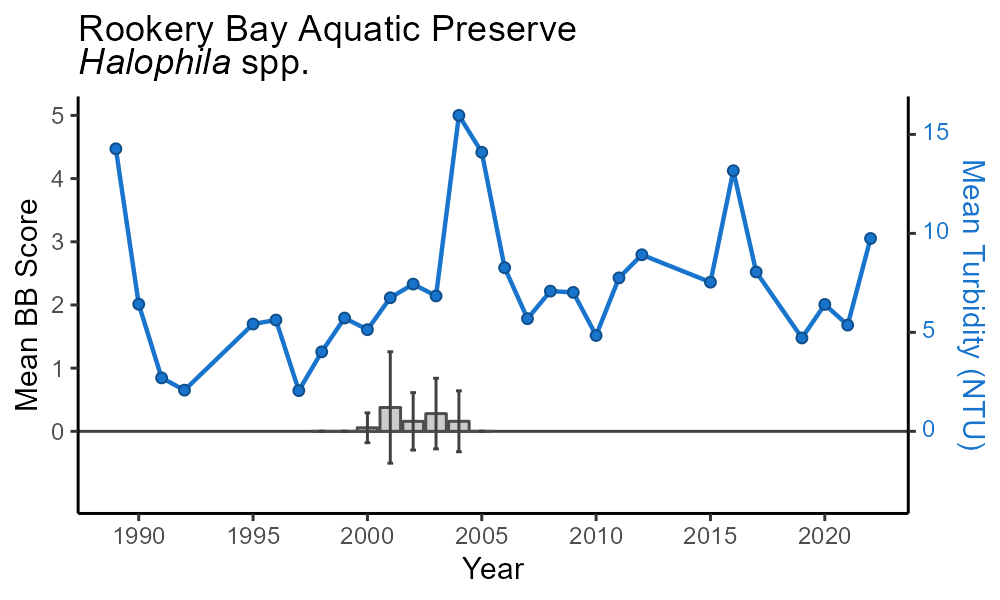 Rookery Bay Aquatic Preserve
Halophila spp.
Mean BB Score
5
4
3
2
1
0
15
10
5
0
Mean Turbidity (NTU)
1990 1995 2000 2005 2010 2015 2020
Year